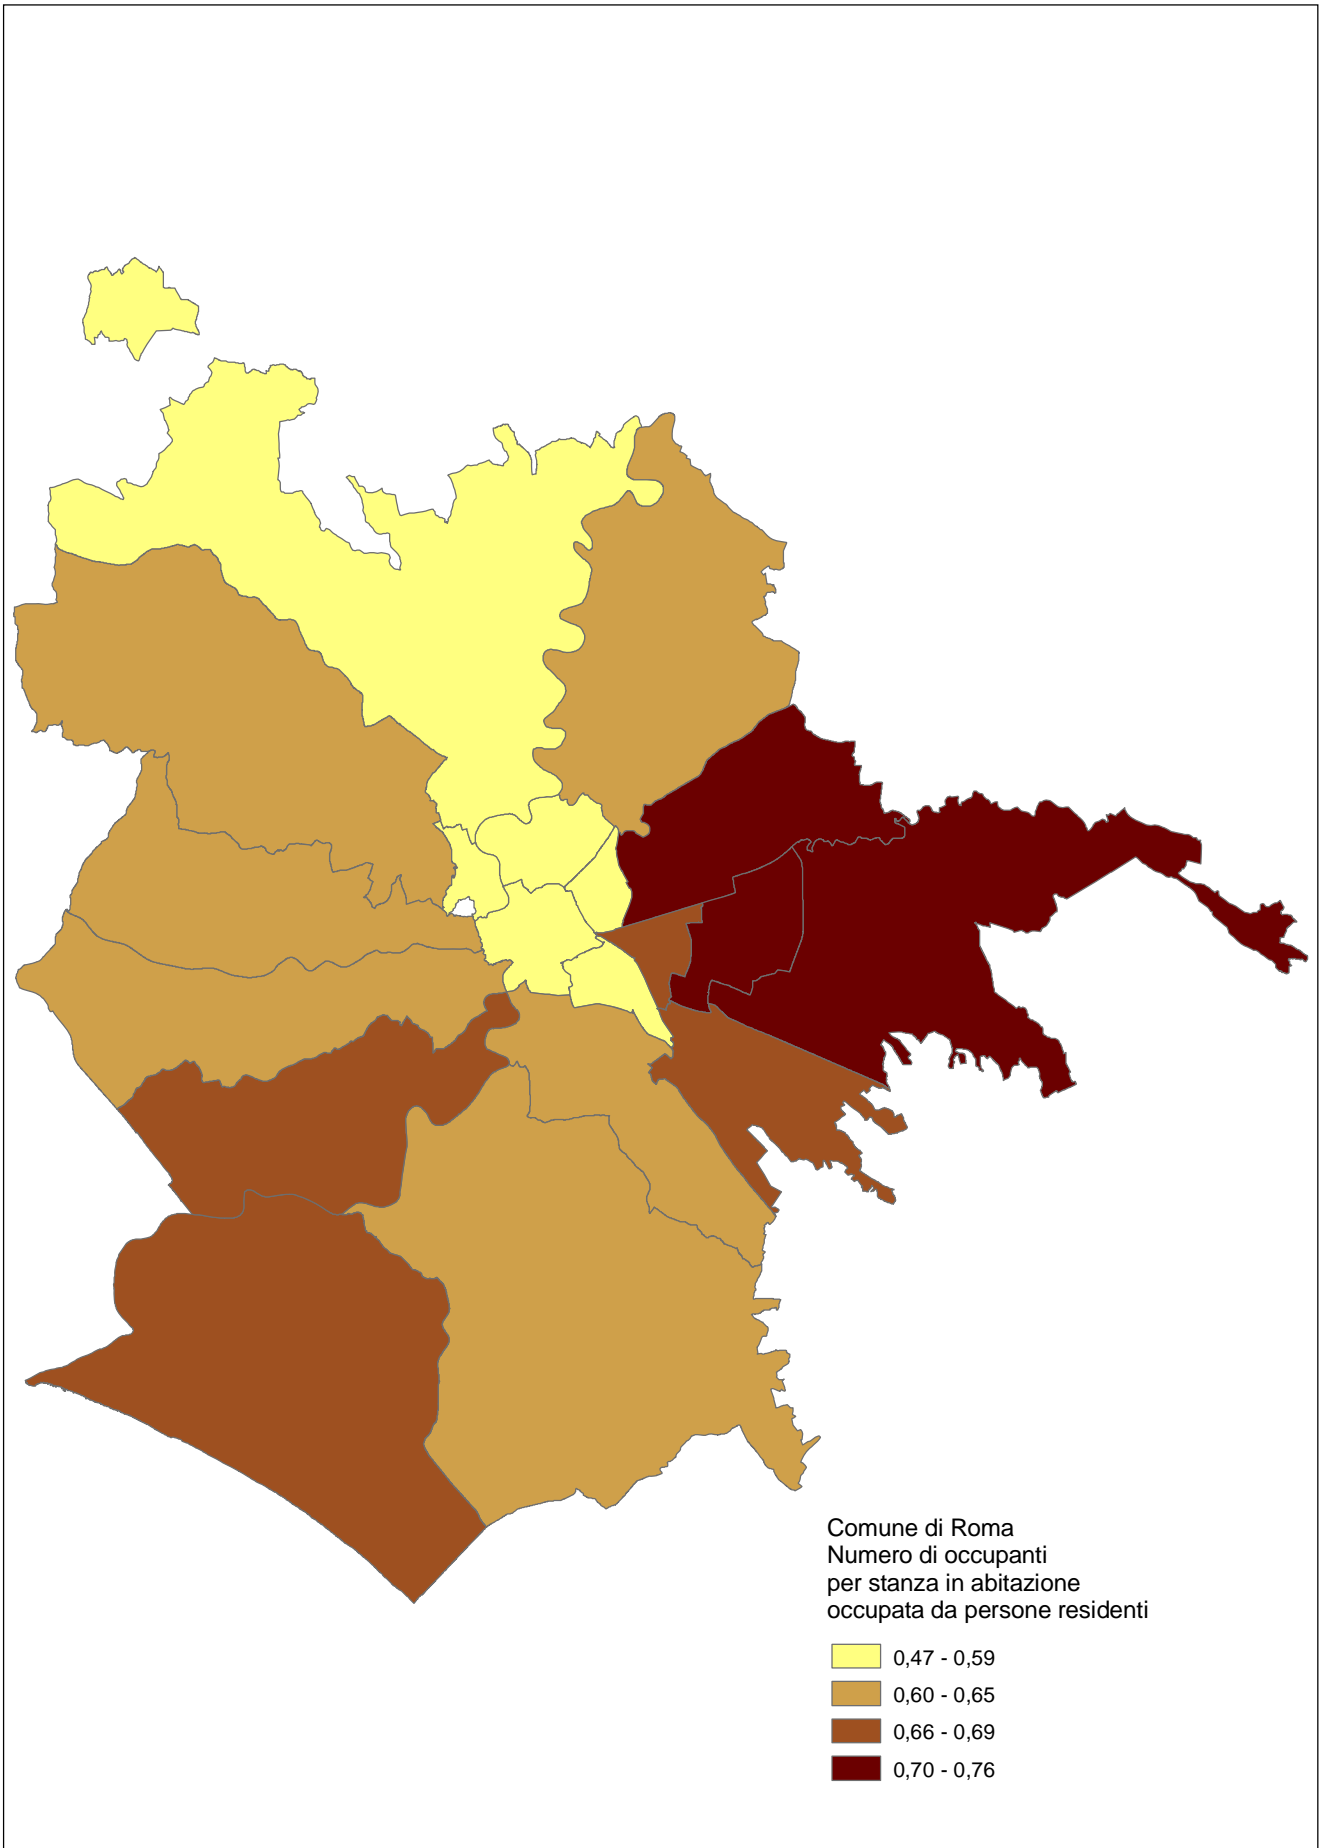 Comune di Roma
Numero di occupanti
per stanza in abitazione
occupata da persone residenti
0,47 - 0,59
0,60 - 0,65
0,66 - 0,69
0,70 - 0,76